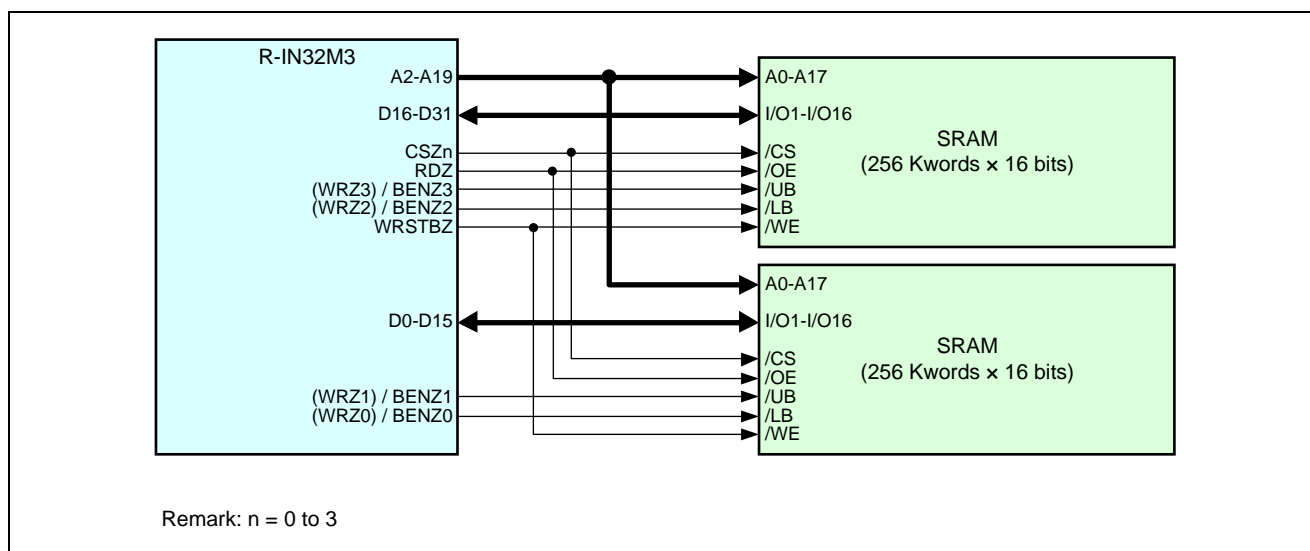 R-IN32M3
A2-A19
D16-D31
CSZn
RDZ
(WRZ3) / BENZ3
(WRZ2) / BENZ2
WRSTBZ
D0-D15
(WRZ1) / BENZ1
(WRZ0) / BENZ0
A0-A17
I/O1-I/O16
SRAM
(256 Kwords × 16 bits)
/CS
/OE
/UB
/LB
/WE
A0-A17
I/O1-I/O16
SRAM
(256 Kwords × 16 bits)
/CS
/OE
/UB
/LB
/WE
Remark: n = 0 to 3